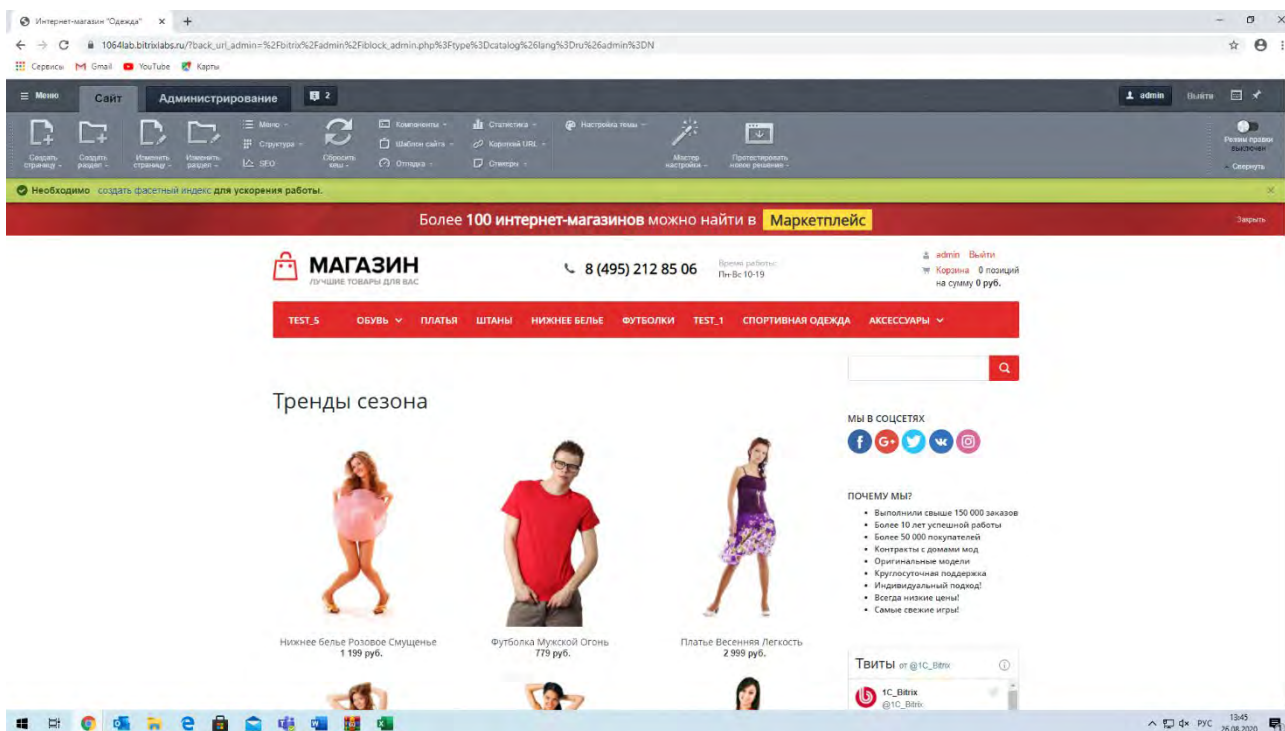 Интернет-магазин "Одежда"
1064lab.bitrixlabs.ru/?back_url_admin=%2Fbitrix%2Fadmin%2Fiblock_admin.php%3Ftype%3Dcatalog%26lang%3Dru%26admin%3DN
Сервисы Gmail YouTube Карты
Меню Сайт Администрирование 2 admin Выйти
Создать страницу Создать раздел Изменить страницу Изменить раздел Меню Структура SEO Сбросить кеш Компоненты Шаблон сайта Отладка Статистика Короткий URL Стикеры Настройка темы Мастер настройки Протестировать новое решение Режим правки выключен Свернуть
Необходимо создать фасетный индекс для ускорения работы.
Более 100 интернет-магазинов можно найти в Маркетплейс Закрыть
МАГАЗИН
ЛУЧШИЕ ТОВАРЫ ДЛЯ ВАС
8 (495) 212 85 06
Время работы:
Пн-Вс 10-19
admin Выйти
Корзина 0 позиций
на сумму 0 руб.
TEST_5 ОБУВЬ ПЛАТЬЯ ШТАНЫ НИЖНЕЕ БЕЛЬЕ ФУТБОЛКИ TEST_1 СПОРТИВНАЯ ОДЕЖДА АКСЕССУАРЫ
Тренды сезона
Нижнее белье Розовое Смущенье
1 199 руб.
Футболка Мужской Огонь
779 руб.
Платье Весенняя Легкость
2 999 руб.
МЫ В СОЦСЕТЯХ
ПОЧЕМУ МЫ?
Выполнили свыше 150 000 заказов
Более 10 лет успешной работы
Более 50 000 покупателей
Контракты с домами мод
Оригинальные модели
Круглосуточная поддержка
Индивидуальный подход!
Всегда низкие цены!
Самые свежие игры!
Твиты от @1C_Bitrix
1C_Bitrix
@1C_Bitrix
РУС
13:45
26.08.2020